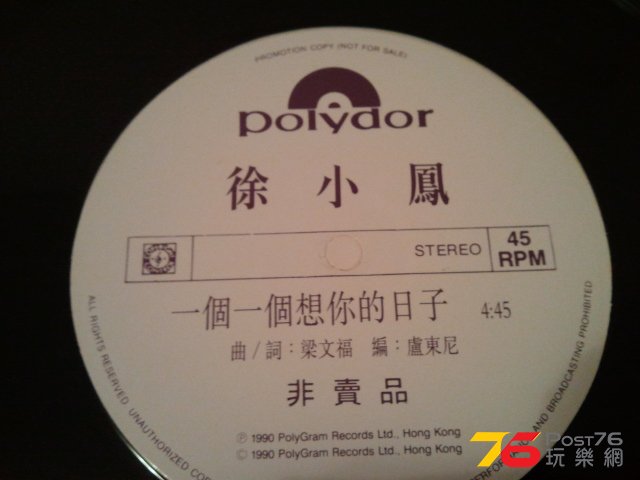 PROMOTION COPY (NOT FOR SALE)
polydor
徐小鳳
STEREO
45 RPM
一個一個想你的日子 4:45
曲/詞：梁文福 編：盧東尼
非賣品
Ⓟ 1990 PolyGram Records Ltd., Hong Kong
© 1990 PolyGram Records Ltd., Hong Kong
ALL RIGHTS RESERVED. UNAUTHORIZED
AND BROADCASTING PROHIBITED
76 Post76
玩樂網